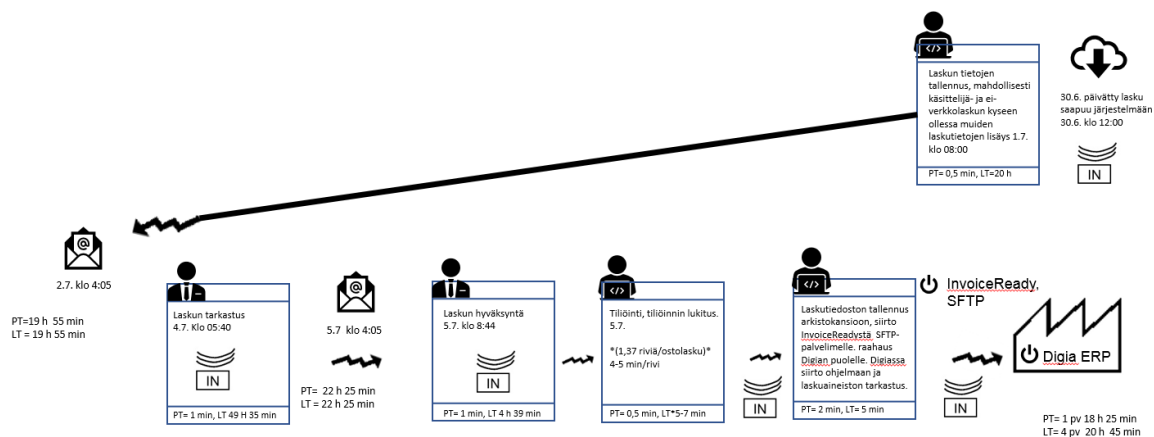 </>
Laskun tietojen
tallennus, mahdollisesti
käsittelijä- ja ei-
verkkolaskun kyseen
ollessa muiden
laskutietojen lisäys 1.7.
klo 08:00
PT= 0,5 min, LT=20 h
30.6. päivätty lasku
saapuu järjestelmään
30.6. klo 12:00
IN
@
2.7. klo 4:05
PT=19 h  55 min
LT = 19 h 55 min
Laskun tarkastus
4.7. Klo 05:40
IN
PT= 1 min, LT 49 H 35 min
@
5.7  klo 4:05
PT=  22 h 25 min
LT = 22 h 25 min
Laskun hyväksyntä
5.7. klo 8:44
IN
PT= 1 min, LT 4 h 39 min
</>
Tiliöinti, tiliöinnin lukitus.
5.7.
*(1,37 riviä/ostolasku)*
4-5 min/rivi
PT= 0,5 min, LT*5-7 min
IN
</>
Laskutiedoston tallennus
arkistokansioon, siirto
InvoiceReadystä SFTP-
palvelimelle. raahaus
Digian puolelle. Digiassa
siirto ohjelmaan ja
laskuaineiston tarkastus.
PT= 2 min, LT= 5 min
InvoiceReady,
SFTP
IN
Digia ERP
PT= 1 pv 18 h 25 min
LT= 4 pv  20 h  45 min